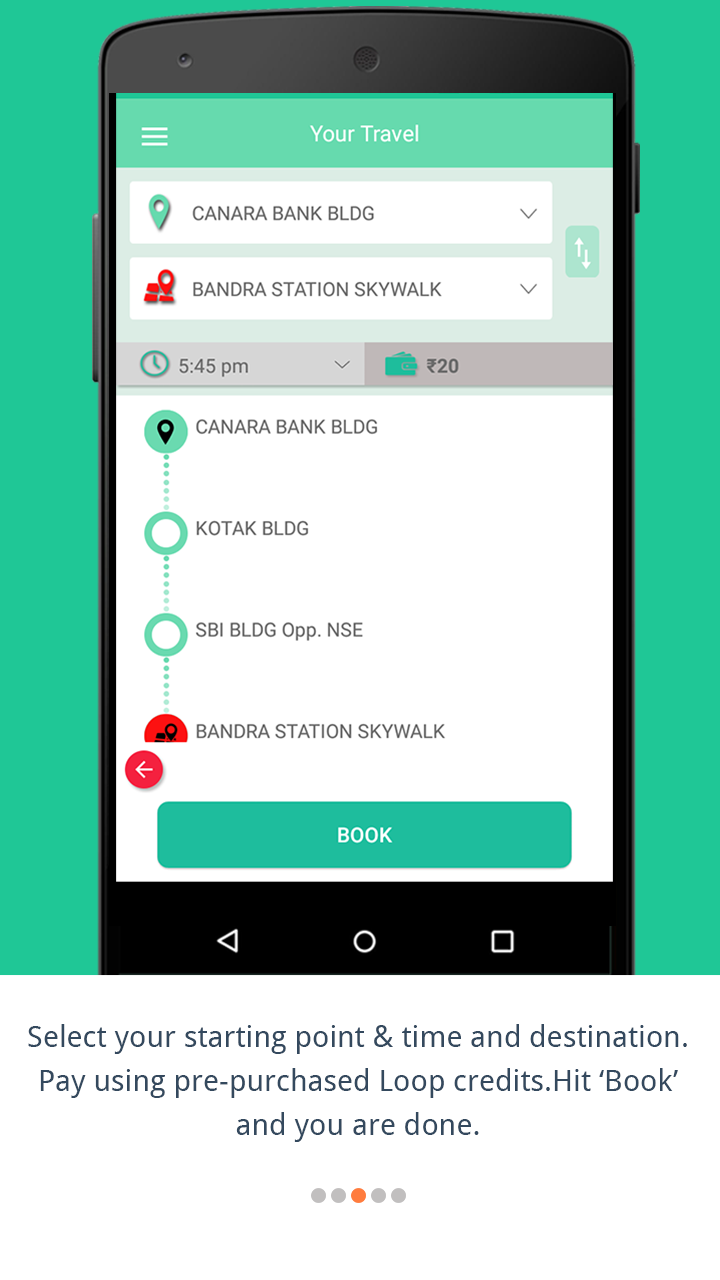 Your Travel
CANARA BANK BLDG
BANDRA STATION SKYWALK
5:45 pm
₹20
CANARA BANK BLDG
KOTAK BLDG
SBI BLDG Opp. NSE
BANDRA STATION SKYWALK
BOOK
Select your starting point & time and destination.
Pay using pre-purchased Loop credits.Hit ‘Book’
and you are done.